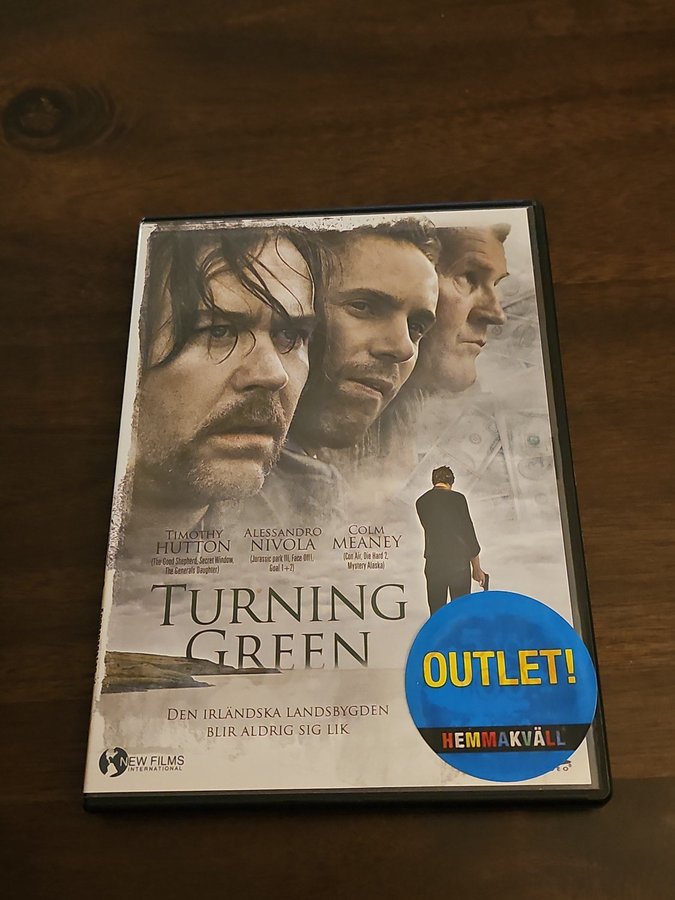 TIMOTHY HUTTON
(The Good Shepherd, Secret Window,
The Generals Daughter)
ALESSANDRO NIVOLA
(Jurassic park III, Face Off!,
Goal 1+2)
COLM MEANEY
(Con Air, Die Hard 2,
Mystery Alaska)
TURNING
GREEN
DEN IRLÄNDSKA LANDSBYGDEN
BLIR ALDRIG SIG LIK
NEW FILMS
INTERNATIONAL
OUTLET!
HEMMAKVÄLL